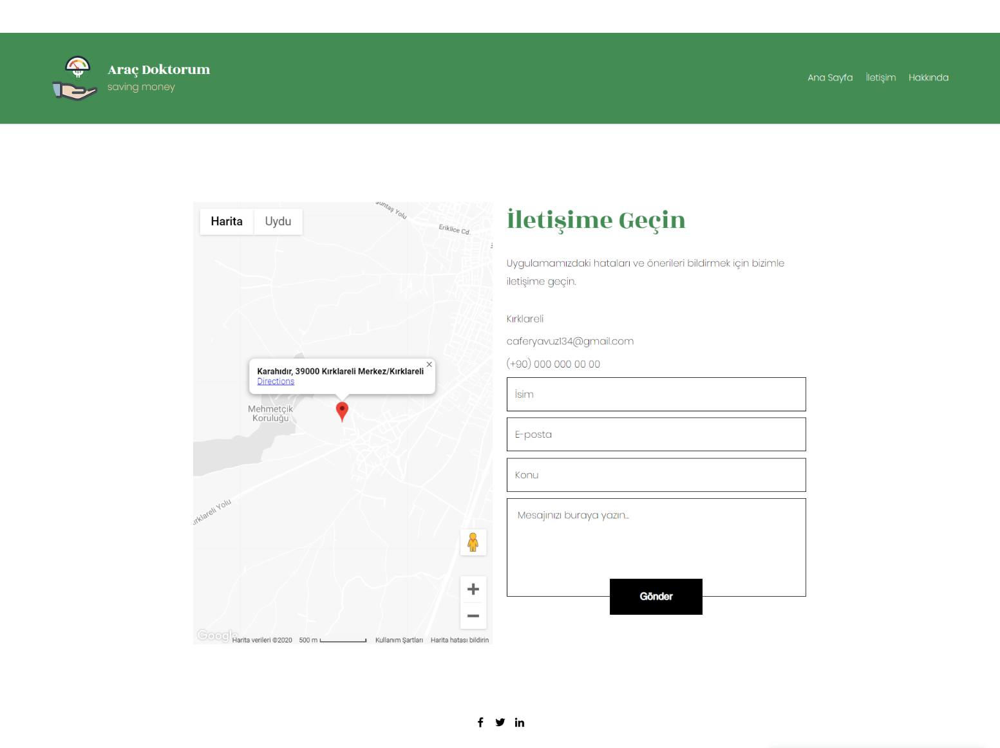 Araç Doktorum
saving money
Ana Sayfa
İletişim
Hakkında
Harita
Uydu
Eriklice Cd.
Karahıdır, 39000 Kırklareli Merkez/Kırklareli
Directions
Mehmetçik
Koruluğu
Yolu
Google
Harita verileri ©2020
500 m
Kullanım Şartları
Harita hatası bildirin
İletişime Geçin
Uygulamamızdaki hataları ve önerileri bildirmek için bizimle
iletişime geçin.
Kırklareli
caferyavuz134@gmail.com
(+90) 000 000 00 00
İsim
E-posta
Konu
Mesajınızı buraya yazın...
Gönder